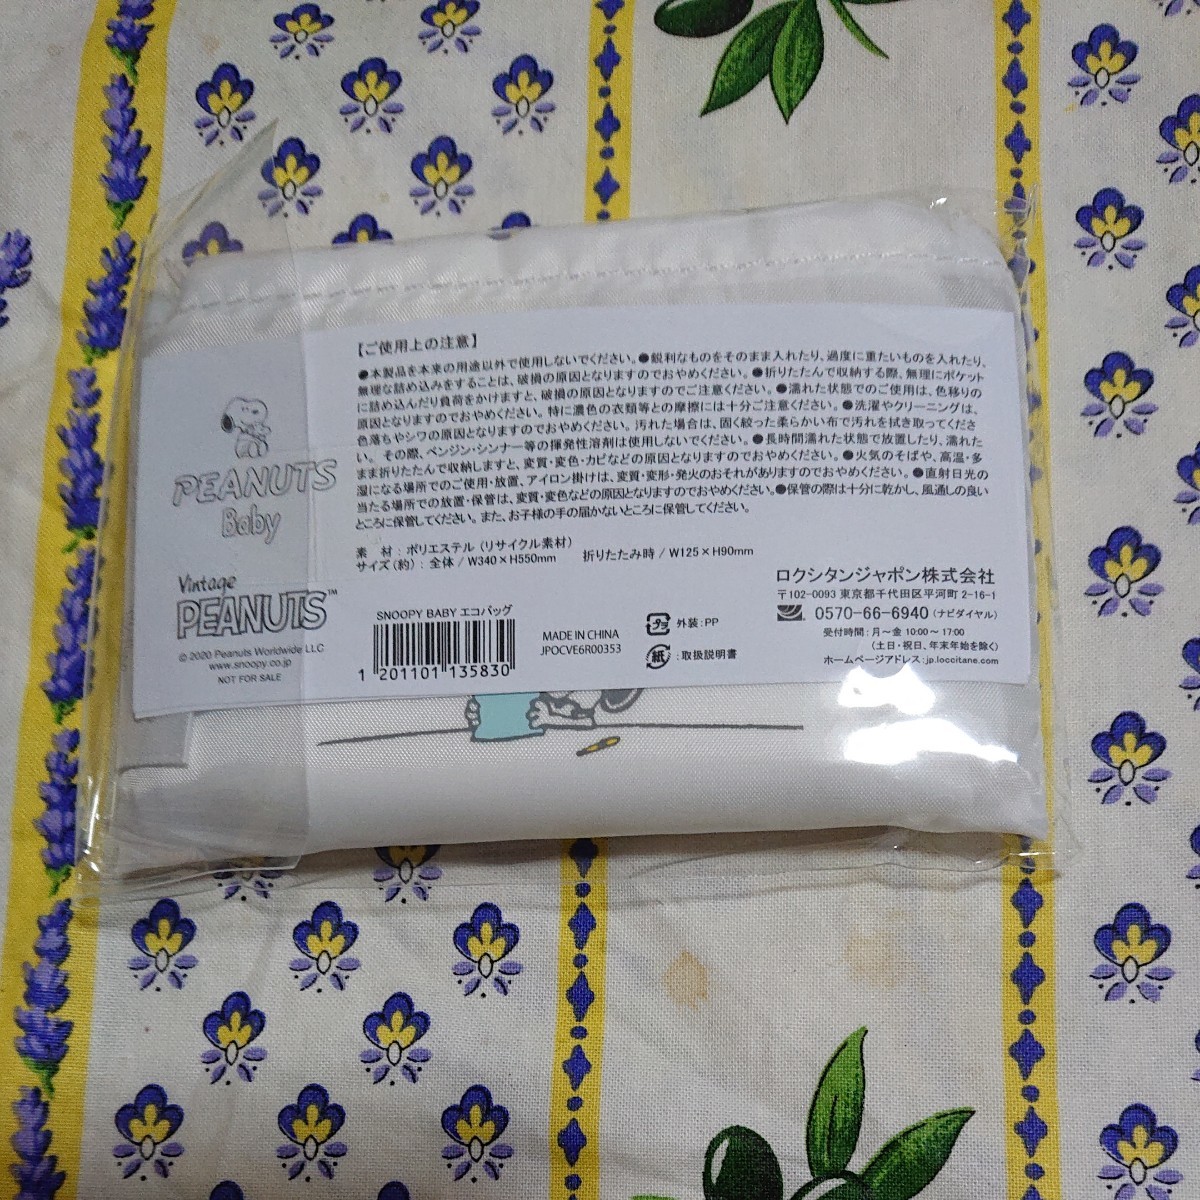 【ご使用上の注意】
●本製品を本来の用途以外で使用しないでください。●鋭利なものをそのまま入れたり、過度に重たいものを入れたり、
無理な詰め込みをすることは、破損の原因となりますのでおやめください。●折りたたんで収納する際、無理にポケット
に詰め込んだり負荷をかけますと、破損の原因となりますのでご注意ください。●濡れた状態でのご使用は、色移りの
原因となりますのでおやめください。特に濃色の衣類等との摩擦には十分ご注意ください。●洗濯やクリーニングは、
色落ちやシワの原因となりますのでおやめください。汚れた場合は、固く絞った柔らかい布で汚れを拭き取ってくださ
い。その際、ベンジン・シンナー等の揮発性溶剤は使用しないでください。●長時間濡れた状態で放置したり、濡れた
まま折りたたんで収納しますと、変質・変色・カビなどの原因となりますのでおやめください。●火気のそばや、高温・多
湿になる場所でのご使用・放置、アイロン掛けは、変質・変形・発火のおそれがありますのでおやめください。●直射日光の
当たる場所での放置・保管は、変質・変色などの原因となりますのでおやめください。●保管の際は十分に乾かし、風通しの良い
ところに保管してください。また、お子様の手の届かないところに保管してください。
素　材 : ポリエステル (リサイクル素材)
サイズ (約) : 全体 / W340×H550mm　折りたたみ時 / W125×H90mm
PEANUTS
Baby
Vintage
PEANUTS™
© 2020 Peanuts Worldwide LLC
www.snoopy.co.jp
NOT FOR SALE
SNOOPY BABY エコバッグ
1 201101 135830
MADE IN CHINA
JPOCVE6R00353
プラ 外装:PP
紙 :取扱説明書
ロクシタンジャポン株式会社
〒102-0093 東京都千代田区平河町 2-16-1
0570-66-6940 (ナビダイヤル)
受付時間:月〜金 10:00〜17:00
(土日・祝日、年末年始を除く)
ホームページアドレス:jp.loccitane.com